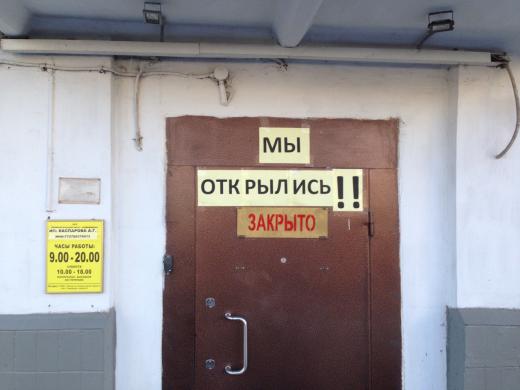 МЫ
ОТКРЫЛИСЬ!!
ЗАКРЫТО
ЧАСЫ РАБОТЫ:
9.00-20.00
10.00-18.00